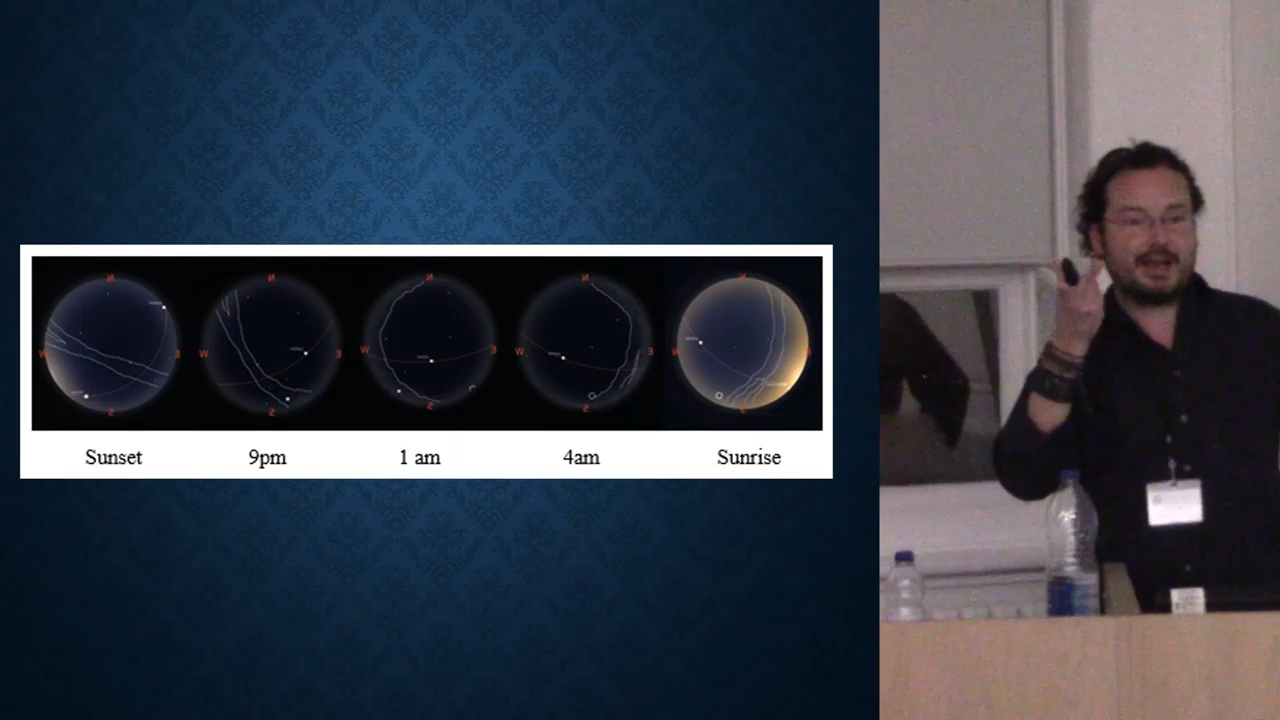 N N N N N
W W E W E W E W
S S S S S
Sunset 9pm 1 am 4am Sunrise